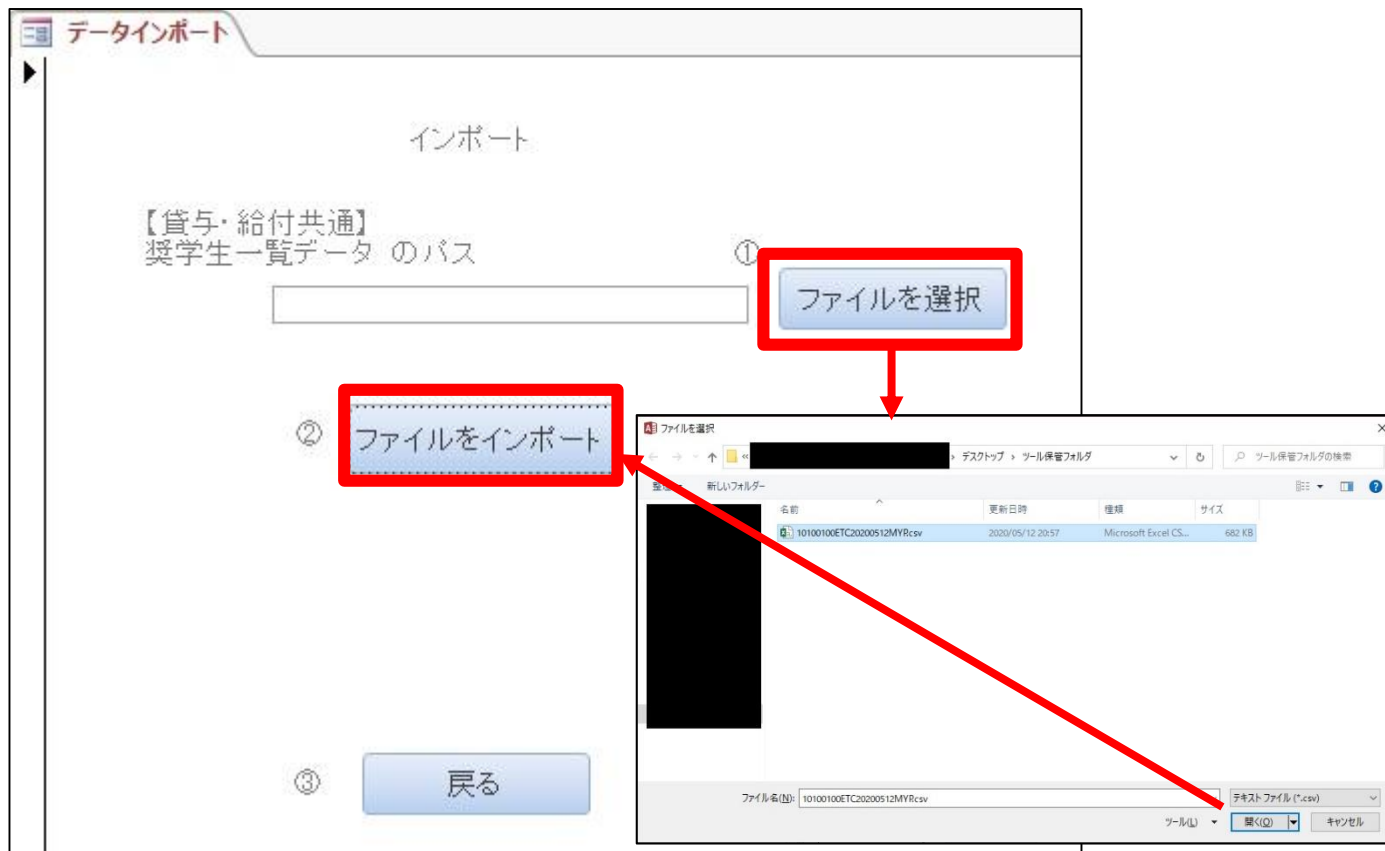 データインポート
インポート
【貸与・給付共通】
奨学生一覧データ のパス
①
ファイルを選択
②
ファイルをインポート
③
戻る
ファイルを選択
«
› デスクトップ › ツール保管フォルダ
ツール保管フォルダの検索
新しいフォルダー
名前 更新日時 種類 サイズ
10100100ETC20200512MYR.csv 2020/05/12 20:57 Microsoft Excel CS... 682 KB
ファイル名(N): 10100100ETC20200512MYR.csv テキスト ファイル (*.csv)
ツール(L) 開く(O) キャンセル